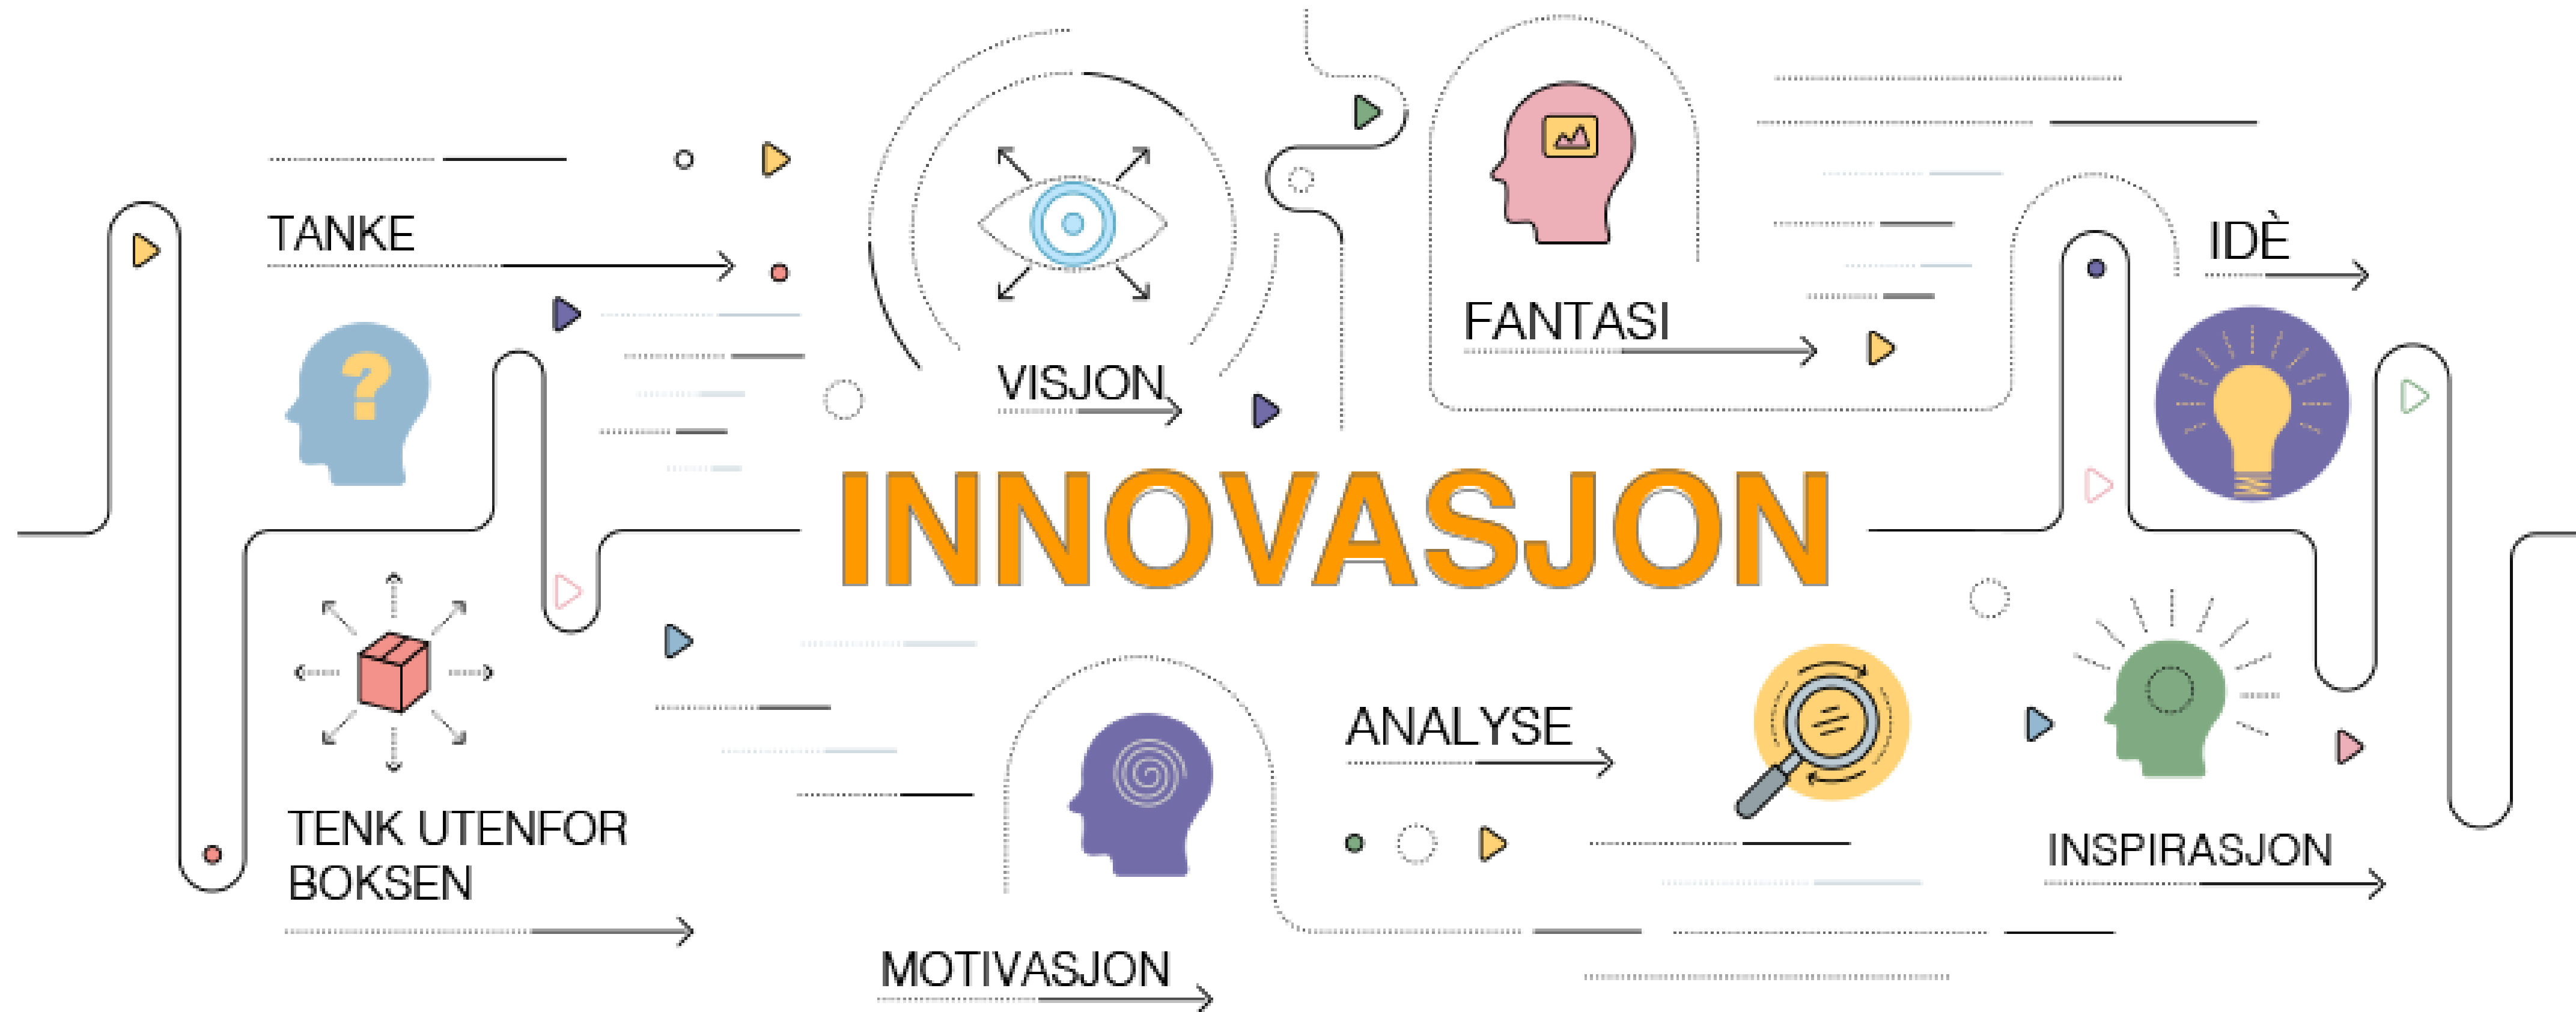 TANKE
VISJON
FANTASI
IDÈ
INNOVASJON
TENK UTENFOR
BOKSEN
MOTIVASJON
ANALYSE
INSPIRASJON